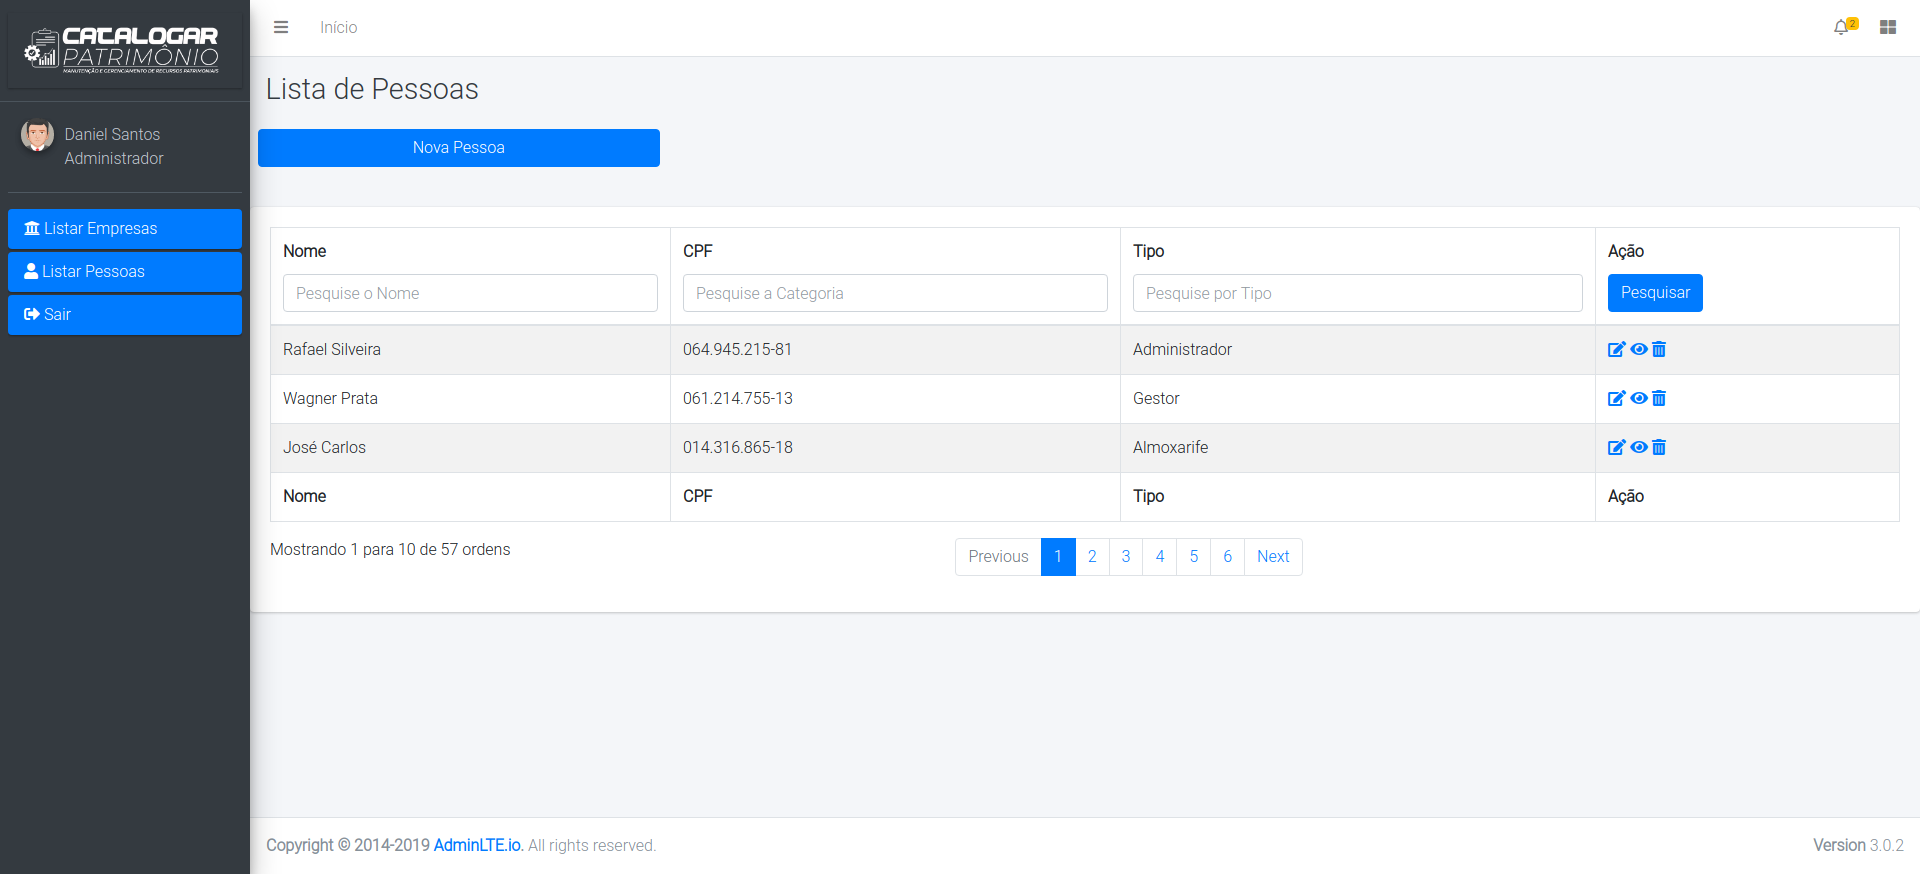 CATALOGAR
PATRIMÔNIO
MANUTENÇÃO E GERENCIAMENTO DE RECURSOS PATRIMONIAIS
Início
2
Daniel Santos
Administrador
Listar Empresas
Listar Pessoas
Sair
Lista de Pessoas
Nova Pessoa
Nome CPF Tipo Ação
Pesquise o Nome Pesquise a Categoria Pesquise por Tipo Pesquisar
Rafael Silveira 064.945.215-81 Administrador
Wagner Prata 061.214.755-13 Gestor
José Carlos 014.316.865-18 Almoxarife
Nome CPF Tipo Ação
Mostrando 1 para 10 de 57 ordens
Previous 1 2 3 4 5 6 Next
Copyright © 2014-2019 AdminLTE.io. All rights reserved.
Version 3.0.2